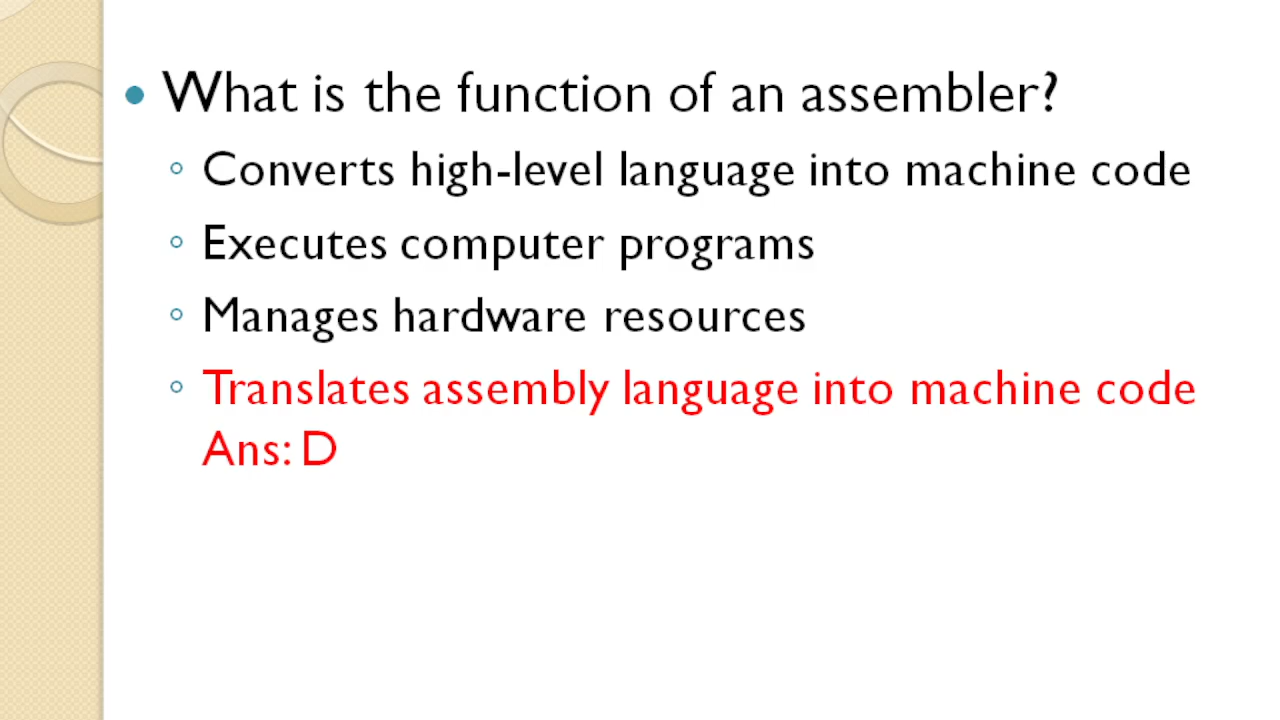 What is the function of an assembler?
Converts high-level language into machine code
Executes computer programs
Manages hardware resources
Translates assembly language into machine code
Ans: D